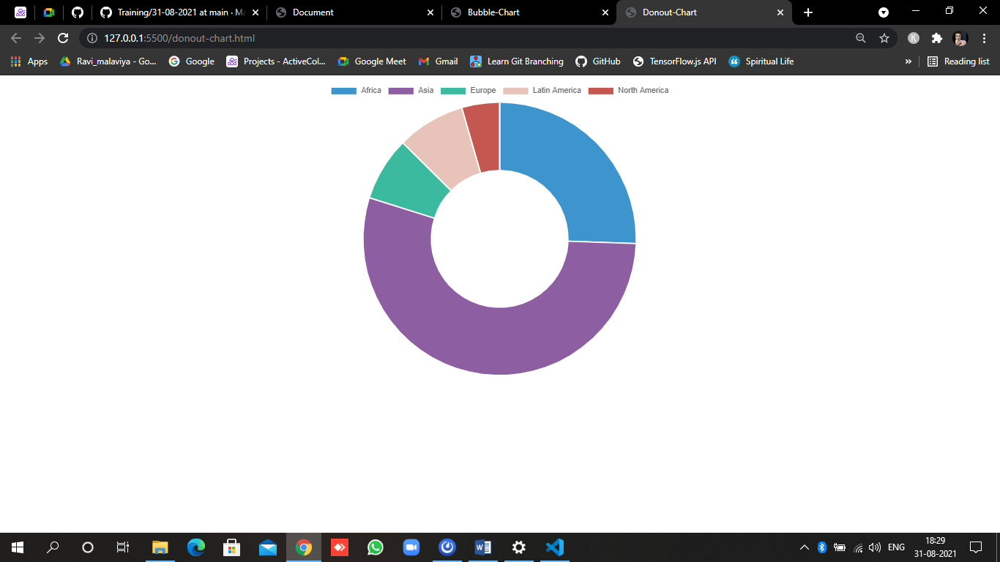 Training/31-08-2021 at main · Ma
Document
Bubble-Chart
Donout-Chart
127.0.0.1:5500/donout-chart.html
K
Apps
Ravi_malaviya - Go...
Google
Projects - ActiveCol...
Google Meet
Gmail
Learn Git Branching
GitHub
TensorFlow.js API
Spiritual Life
»
Reading list
Africa
Asia
Europe
Latin America
North America
ENG
18:29
31-08-2021